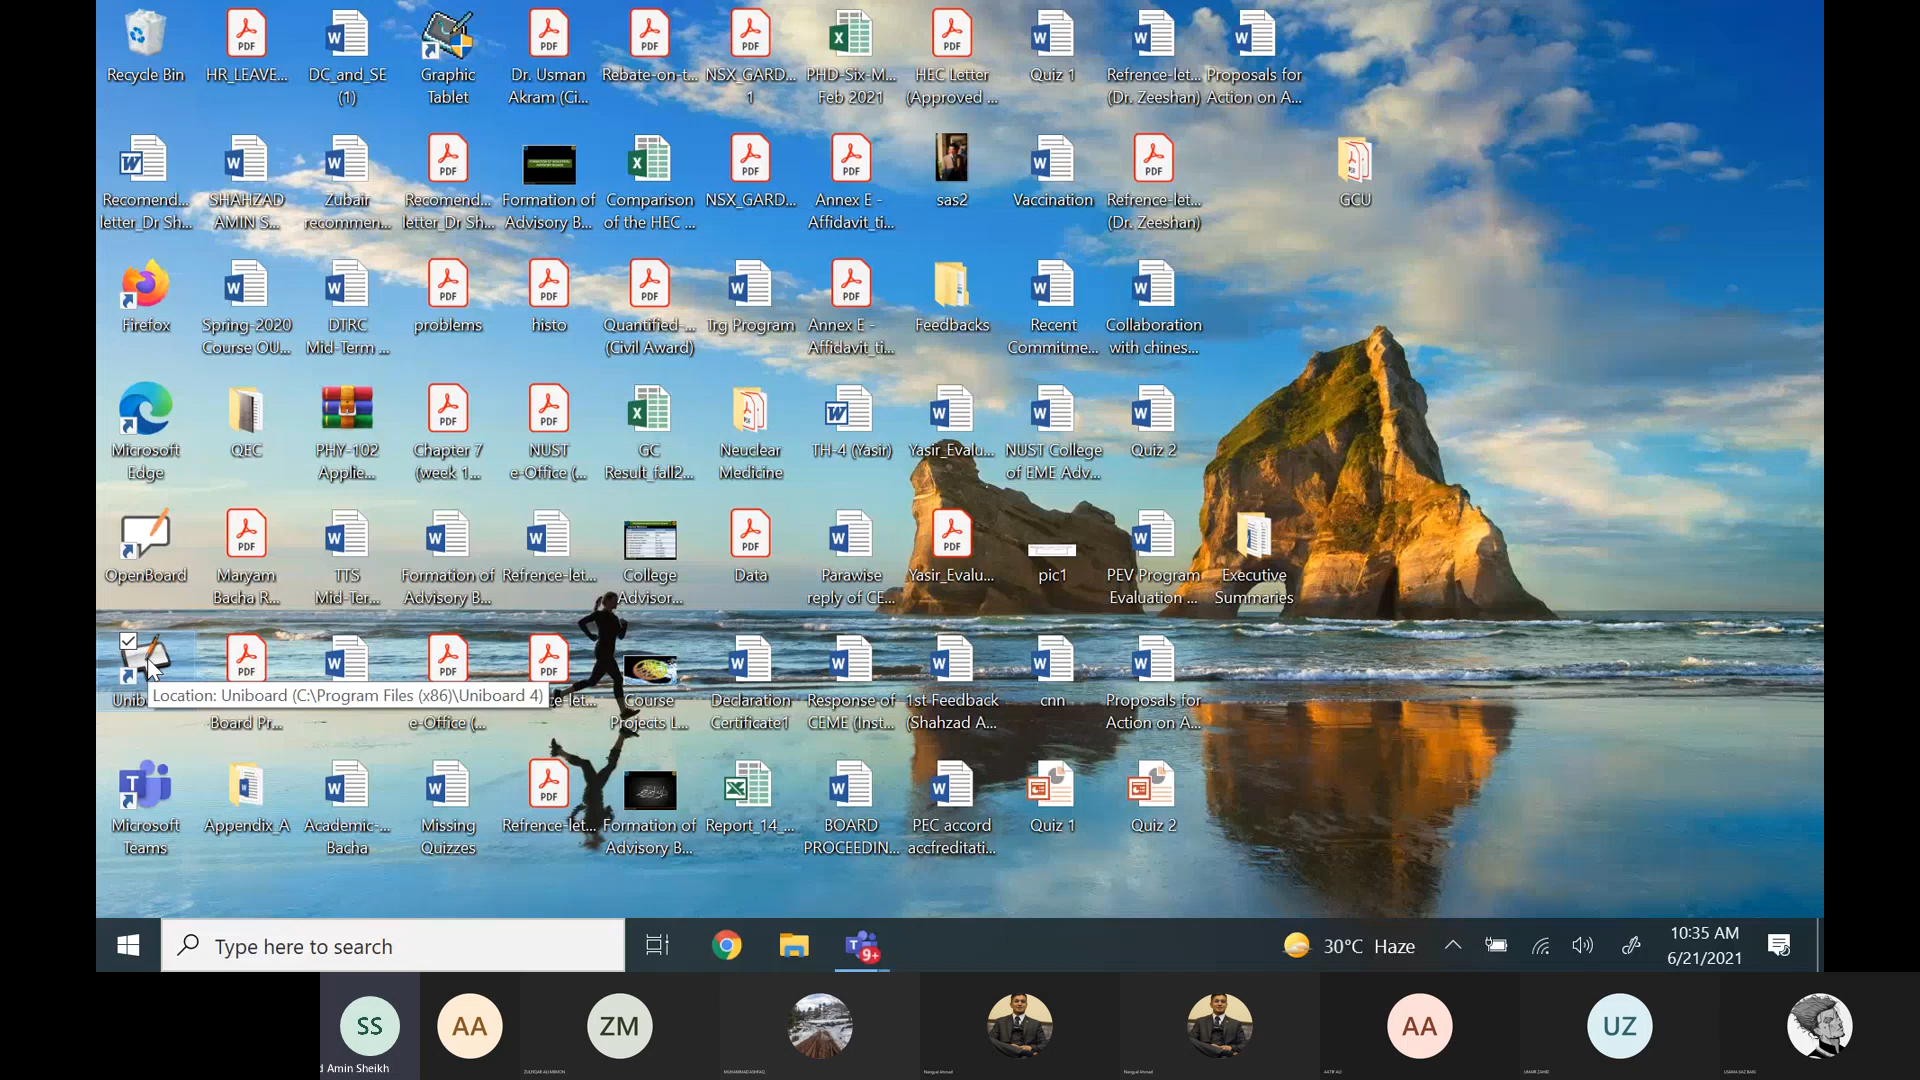 Recycle Bin
HR_LEAVE...
DC_and_SE
(1)
Graphic
Tablet
Dr. Usman
Akram (Ci...
Rebate-on-t...
NSX_GARD...
1
PHD-Six-M...
Feb 2021
HEC Letter
(Approved ...
Quiz 1
Refrence-let...
(Dr. Zeeshan)
Proposals for
Action on A...
Recomend...
letter_Dr Sh...
SHAHZAD
AMIN S...
Zubair
recommen...
Recomend...
letter_Dr Sh...
Formation of
Advisory B...
Comparison
of the HEC ...
NSX_GARD...
Annex E -
Affidavit_ti...
sas2
Vaccination
Refrence-let...
(Dr. Zeeshan)
GCU
Firefox
Spring-2020
Course OU...
DTRC
Mid-Term ...
problems
histo
Quantified-...
(Civil Award)
Trg Program
Annex E -
Affidavit_ti...
Feedbacks
Recent
Commitme...
Collaboration
with chines...
Microsoft
Edge
QEC
PHY-102
Applie...
Chapter 7
(week 1...
NUST
e-Office (...
GC
Result_fall2...
Neuclear
Medicine
TH-4 (Yasir)
Yasir_Evalu...
NUST College
of EME Adv...
Quiz 2
OpenBoard
Maryam
Bacha R...
TTS
Mid-Ter...
Formation of
Advisory B...
Refrence-let...
College
Advisor...
Data
Parawise
reply of CE...
Yasir_Evalu...
pic1
PEV Program
Evaluation ...
Executive
Summaries
Unib
Location: Uniboard (C:\Program Files (x86)\Uniboard 4)
Board Pr...
e-Office (...
ce-let...
Course
Projects L...
Declaration
Certificate1
Response of
CEME (Inst...
1st Feedback
(Shahzad A...
cnn
Proposals for
Action on A...
Microsoft
Teams
Appendix_A
Academic-...
Bacha
Missing
Quizzes
Refrence-let...
Formation of
Advisory B...
Report_14_...
BOARD
PROCEEDIN...
PEC accord
accfreditati...
Quiz 1
Quiz 2
Type here to search
9+
30°C Haze
10:35 AM
6/21/2021
SS
AA
ZM
AA
UZ
d Amin Sheikh